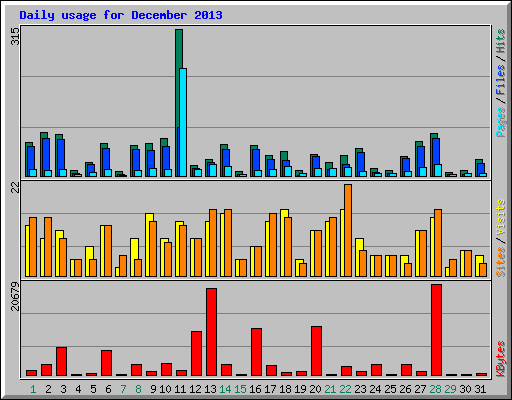 Daily usage for December 2013
315
Pages / Files / Hits
22
Sites / Visits
20679
KBytes
1 2 3 4 5 6 7 8 9 10 11 12 13 14 15 16 17 18 19 20 21 22 23 24 25 26 27 28 29 30 31